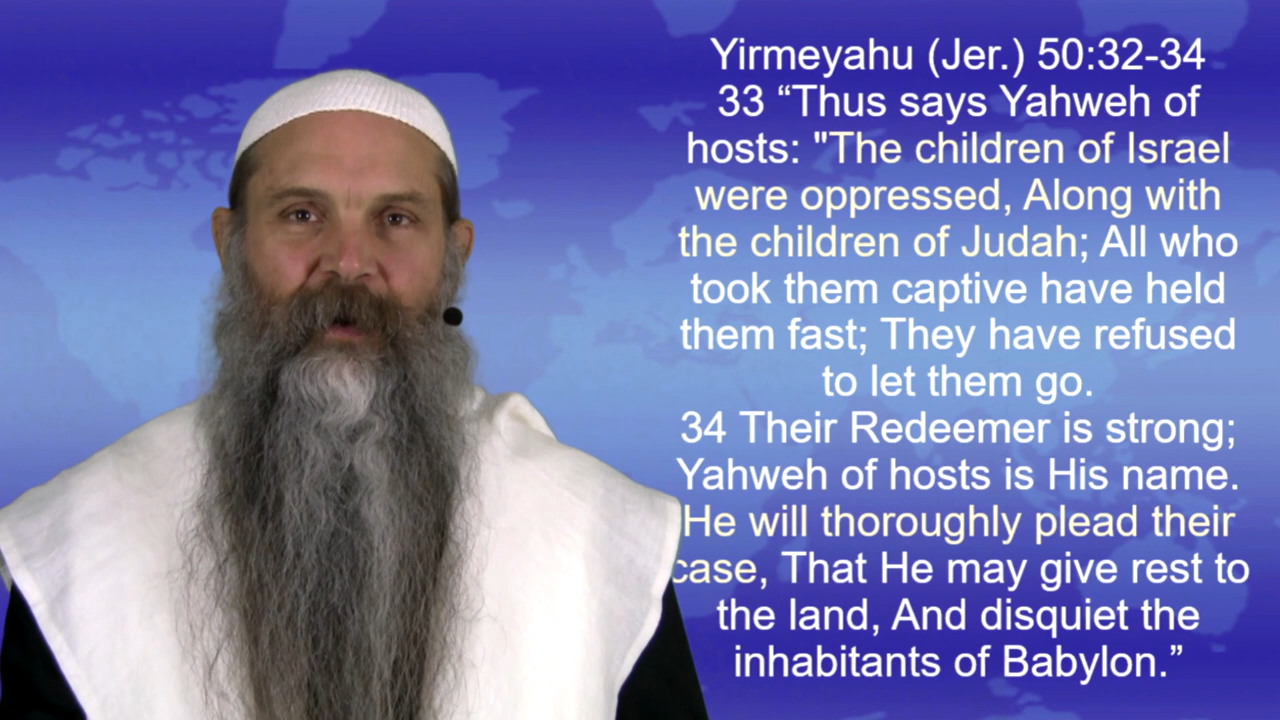 Yirmeyahu (Jer.) 50:32-34
33 “Thus says Yahweh of
hosts: "The children of Israel
were oppressed, Along with
the children of Judah; All who
took them captive have held
them fast; They have refused
to let them go.
34 Their Redeemer is strong;
Yahweh of hosts is His name.
He will thoroughly plead their
case, That He may give rest to
the land, And disquiet the
inhabitants of Babylon.”